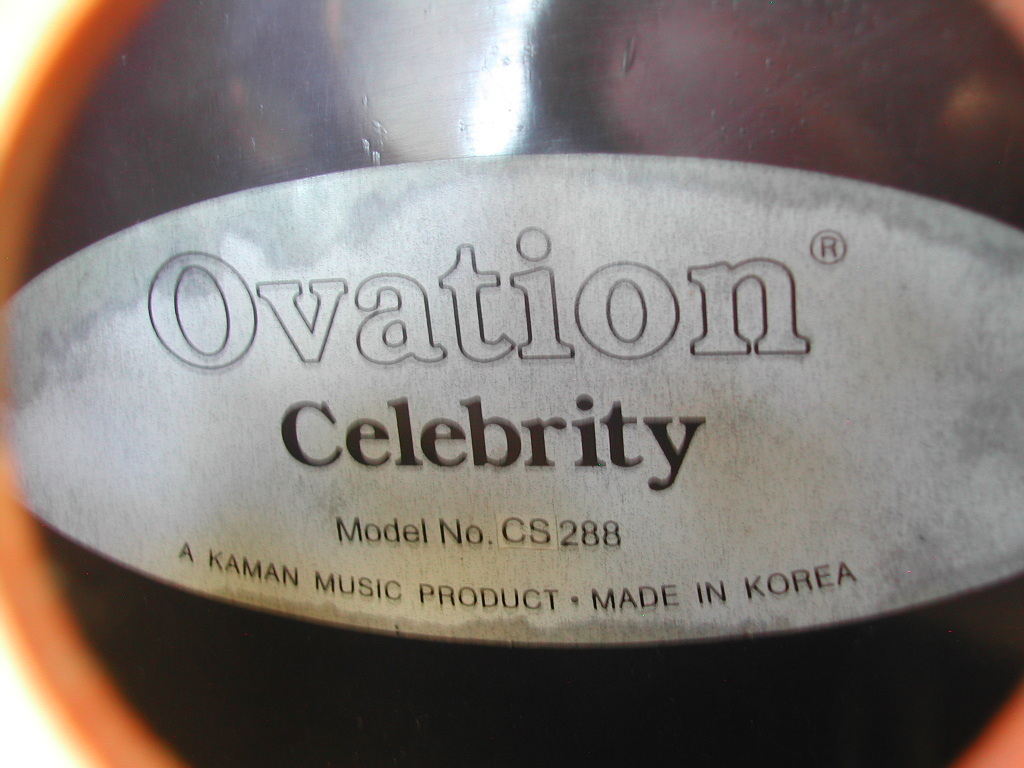 Ovation®
Celebrity
Model No. CS 288
A KAMAN MUSIC PRODUCT • MADE IN KOREA